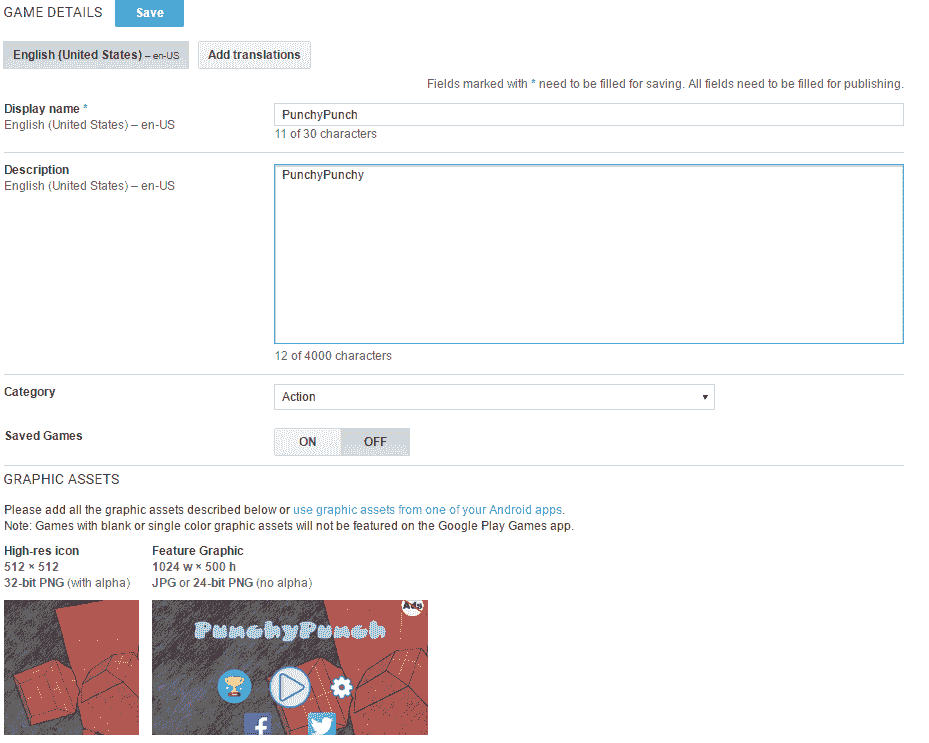 GAME DETAILS Save
English (United States) – en-US Add translations
Fields marked with * need to be filled for saving. All fields need to be filled for publishing.
Display name *
English (United States) – en-US
PunchyPunch
11 of 30 characters
Description
English (United States) – en-US
PunchyPunchy
12 of 4000 characters
Category
Action
Saved Games
ON OFF
GRAPHIC ASSETS
Please add all the graphic assets described below or use graphic assets from one of your Android apps.
Note: Games with blank or single color graphic assets will not be featured on the Google Play Games app.
High-res icon
512 × 512
32-bit PNG (with alpha)
Feature Graphic
1024 w × 500 h
JPG or 24-bit PNG (no alpha)
Ads
PunchyPunch
f